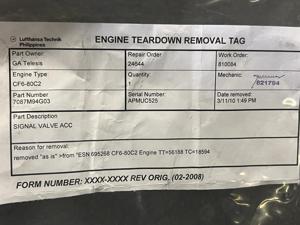 Lufthansa Technik
Philippines
ENGINE TEARDOWN REMOVAL TAG
Part Owner: Repair Order Work Order:
GA Telesis 24644 810084
Engine Type Quantity Mechanic:
CF6-80C2 1 821794
Part Number Serial Number: Date removed:
7087M94G03 APMUC525 3/11/10 1:49 PM
Part Description
SIGNAL VALVE ACC
Reason for removal:
removed "as is" >from "ESN 695268 CF6-80C2 Engine TT=56188 TC=18594
FORM NUMBER: XXXX-XXXX REV ORIG. (02-2008)